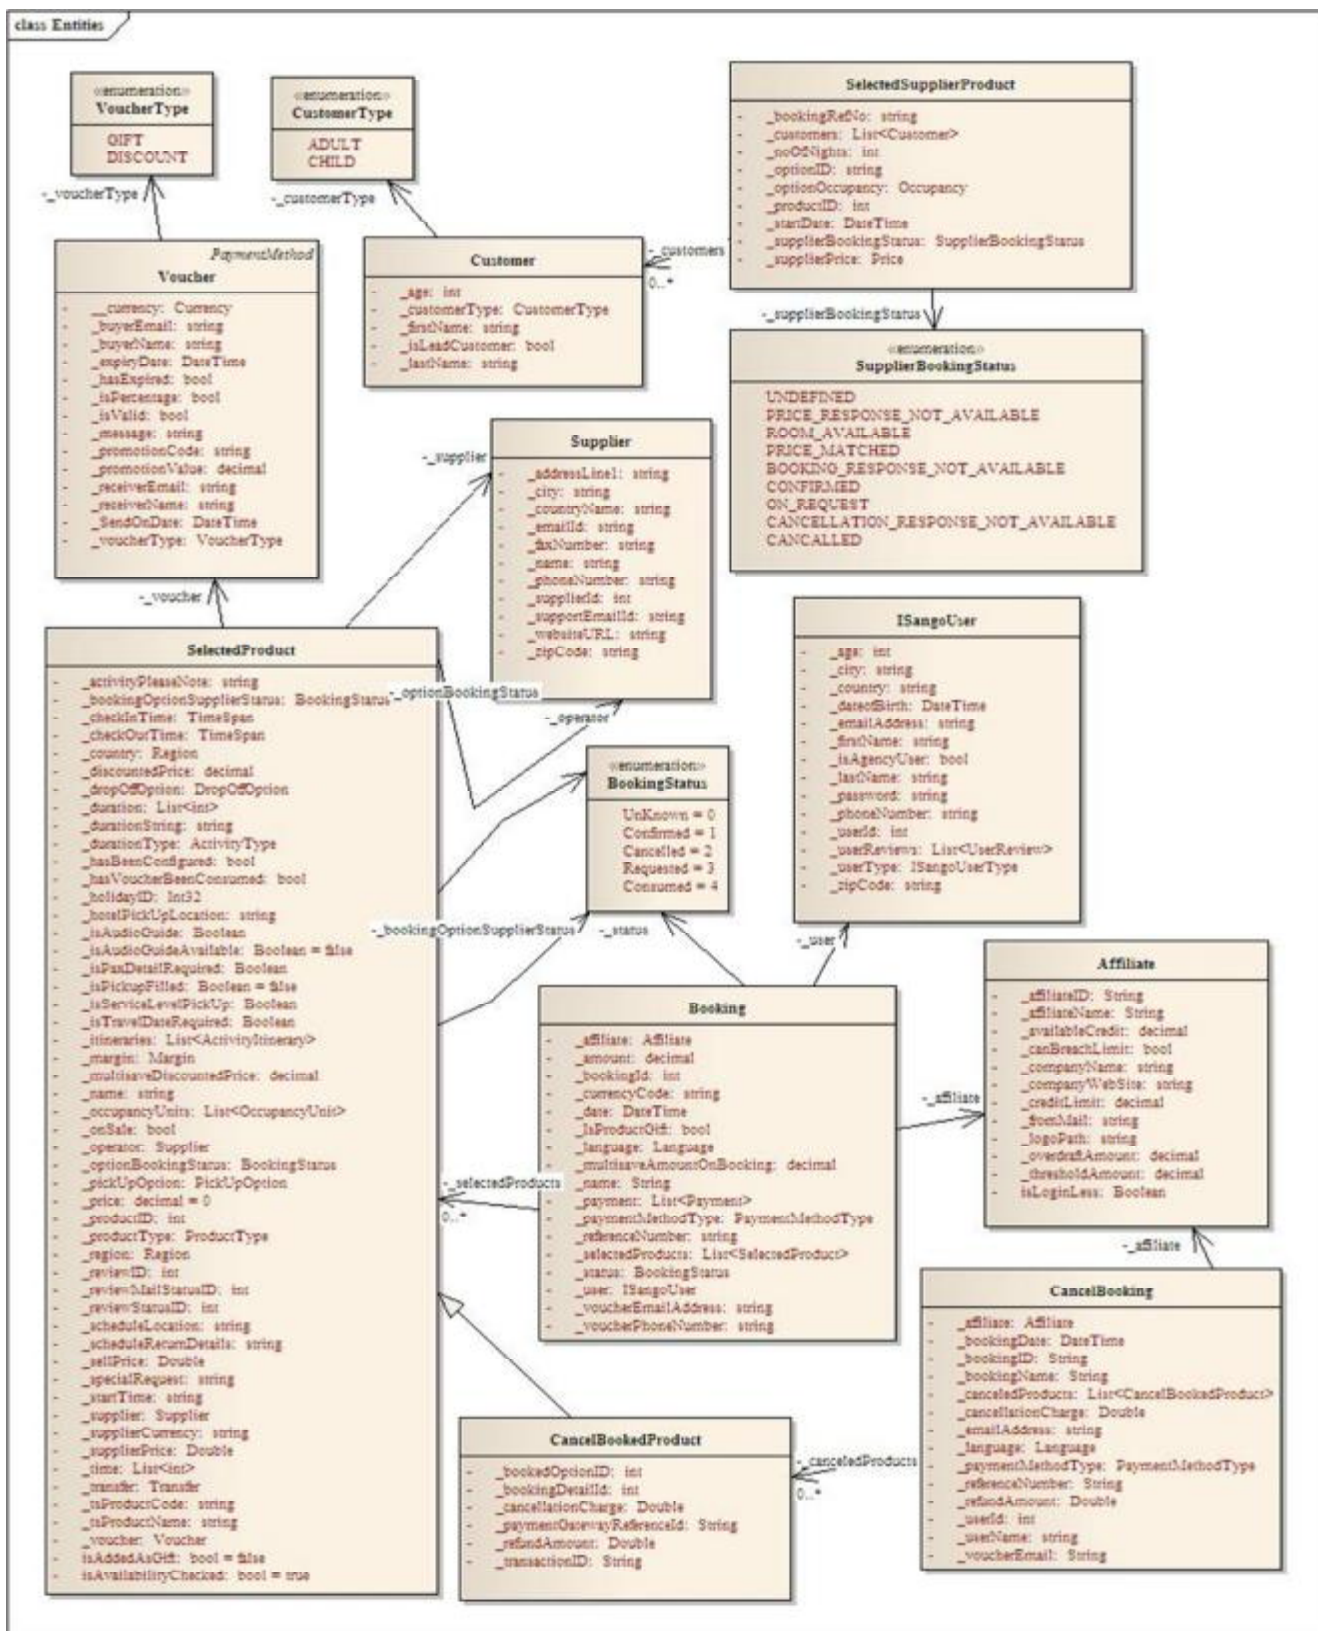 class Entities
«enumeration»
VoucherType
GIFT
DISCOUNT
-_voucherType
«enumeration»
CustomerType
ADULT
CHILD
-_customerType
SelectedSupplierProduct
- _bookingRefNo: string
- _customers: List<Customer>
- _noOfNights: int
- _optionID: string
- _optionOccupancy: Occupancy
- _productID: int
- _startDate: DateTime
- _supplierBookingStatus: SupplierBookingStatus
- _supplierPrice: Price
PaymentMethod
Voucher
- __currency: Currency
- _buyerEmail: string
- _buyerName: string
- _expiryDate: DateTime
- _hasExpired: bool
- _isPercentage: bool
- _isValid: bool
- _message: string
- _promotionCode: string
- _promotionValue: decimal
- _receiverEmail: string
- _receiverName: string
- _SendOnDate: DateTime
- _voucherType: VoucherType
-_voucher
Customer
- _age: int
- _customerType: CustomerType
- _firstName: string
- _isLeadCustomer: bool
- _lastName: string
-_customers
0..*
-_supplierBookingStatus
«enumeration»
SupplierBookingStatus
UNDEFINED
PRICE_RESPONSE_NOT_AVAILABLE
ROOM_AVAILABLE
PRICE_MATCHED
BOOKING_RESPONSE_NOT_AVAILABLE
CONFIRMED
ON_REQUEST
CANCELLATION_RESPONSE_NOT_AVAILABLE
CANCALLED
-_supplier
Supplier
- _addressLine1: string
- _city: string
- _countryName: string
- _emailId: string
- _faxNumber: string
- _name: string
- _phoneNumber: string
- _supplierId: int
- _supportEmailId: string
- _websiteURL: string
- _zipCode: string
ISangoUser
- _age: int
- _city: string
- _country: string
- _dateofBirth: DateTime
- _emailAddress: string
- _firstName: string
- _isAgencyUser: bool
- _lastName: string
- _password: string
- _phoneNumber: string
- _userId: int
- _userReviews: List<UserReview>
- _userType: ISangoUserType
- _zipCode: string
SelectedProduct
- _activityPleaseNote: string
- _bookingOptionSupplierStatus: BookingStatus
- _checkInTime: TimeSpan
- _checkOutTime: TimeSpan
- _country: Region
- _discountedPrice: decimal
- _dropOffOption: DropOffOption
- _duration: List<int>
- _durationString: string
- _durationType: ActivityType
- _hasBeenConfigured: bool
- _hasVoucherBeenConsumed: bool
- _holidayID: Int32
- _hotelPickUpLocation: string
- _isAudioGuide: Boolean
- _isAudioGuideAvailable: Boolean = false
- _isPaxDetailRequired: Boolean
- _isPickupFilled: Boolean = false
- _isServiceLevelPickUp: Boolean
- _isTravelDateRequired: Boolean
- _itineraries: List<ActivityItinerary>
- _margin: Margin
- _multisaveDiscountedPrice: decimal
- _name: string
- _occupancyUnits: List<OccupancyUnit>
- _onSale: bool
- _operator: Supplier
- _optionBookingStatus: BookingStatus
- _pickUpOption: PickUpOption
- _price: decimal = 0
- _productID: int
- _productType: ProductType
- _region: Region
- _reviewID: int
- _reviewMailStatusID: int
- _reviewStatusID: int
- _scheduleLocation: string
- _scheduleReturnDetails: string
- _sellPrice: Double
- _specialRequest: string
- _startTime: string
- _supplier: Supplier
- _supplierCurrency: string
- _supplierPrice: Double
- _time: List<int>
- _transfer: Transfer
- _tsProductCode: string
- _tsProductName: string
- _voucher: Voucher
- isAddedAsGift: bool = false
- isAvailabilityChecked: bool = true
-_optionBookingStatus
-_operator
«enumeration»
BookingStatus
UnKnown = 0
Confirmed = 1
Cancelled = 2
Requested = 3
Consumed = 4
-_bookingOptionSupplierStatus
-_status
-_user
Booking
- _affiliate: Affiliate
- _amount: decimal
- _bookingId: int
- _currencyCode: string
- _date: DateTime
- _IsProductGift: bool
- _language: Language
- _multisaveAmountOnBooking: decimal
- _name: String
- _payment: List<Payment>
- _paymentMethodType: PaymentMethodType
- _referenceNumber: string
- _selectedProducts: List<SelectedProduct>
- _status: BookingStatus
- _user: ISangoUser
- _voucherEmailAddress: string
- _voucherPhoneNumber: string
-_selectedProducts
0..*
-_affiliate
Affiliate
- _affiliateID: String
- _affiliateName: String
- _availableCredit: decimal
- _canBreachLimit: bool
- _companyName: string
- _companyWebSite: string
- _creditLimit: decimal
- _fromMail: string
- _logoPath: string
- _overdraftAmount: decimal
- _thresholdAmount: decimal
- isLoginLess: Boolean
-_affiliate
CancelBooking
- _affiliate: Affiliate
- _bookingDate: DateTime
- _bookingID: String
- _bookingName: String
- _canceledProducts: List<CancelBookedProduct>
- _cancellationCharge: Double
- _emailAddress: string
- _language: Language
- _paymentMethodType: PaymentMethodType
- _referenceNumber: String
- _refundAmount: Double
- _userId: int
- _userName: string
- _voucherEmail: String
CancelBookedProduct
- _bookedOptionID: int
- _bookingDetailId: int
- _cancellationCharge: Double
- _paymentGatewayReferenceId: String
- _refundAmount: Double
- _transactionID: String
-_canceledProducts
0..*